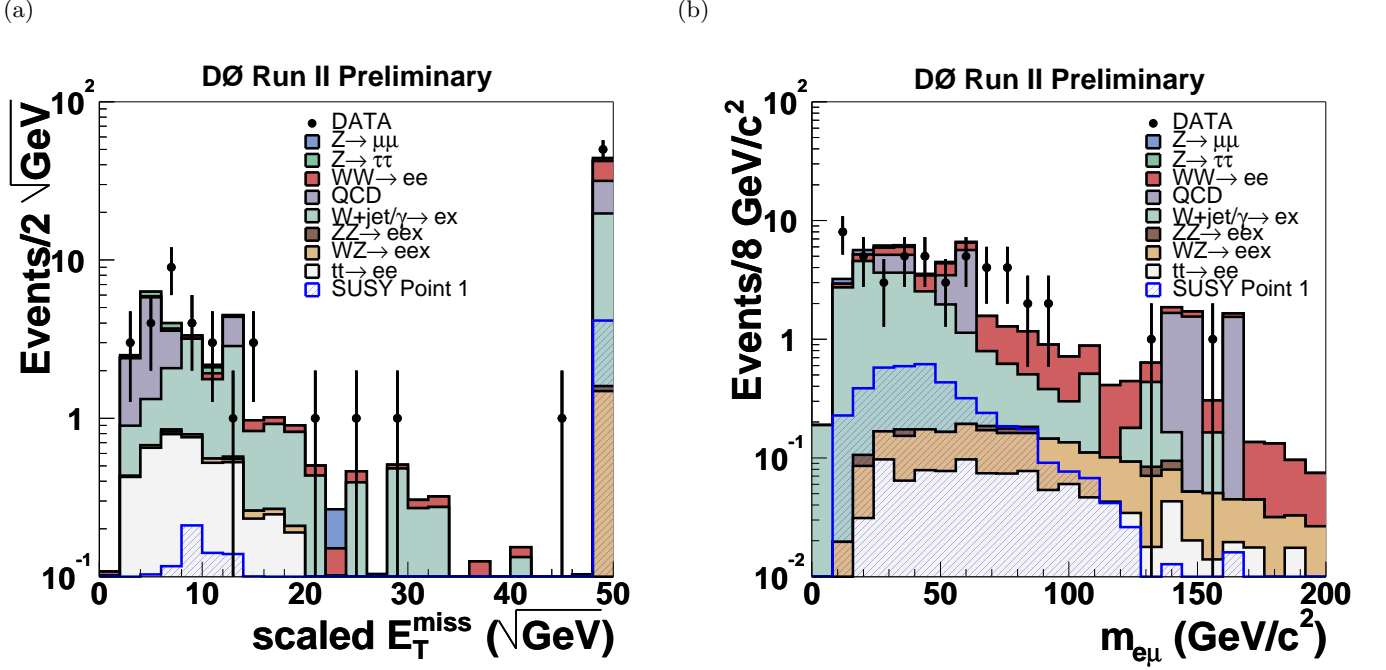 (a)
DØ Run II Preliminary
Events/2 √GeV
10²
10
1
10⁻¹
DATA
Z→ μμ
Z→ ττ
WW→ ee
QCD
W+jet/γ→ ex
ZZ→ eex
WZ→ eex
tt→ ee
SUSY Point 1
0 10 20 30 40 50
scaled E_T^miss (√GeV)
(b)
DØ Run II Preliminary
Events/8 GeV/c²
10²
10
1
10⁻¹
10⁻²
DATA
Z→ μμ
Z→ ττ
WW→ ee
QCD
W+jet/γ→ ex
ZZ→ eex
WZ→ eex
tt→ ee
SUSY Point 1
0 50 100 150 200
m_eμ (GeV/c²)